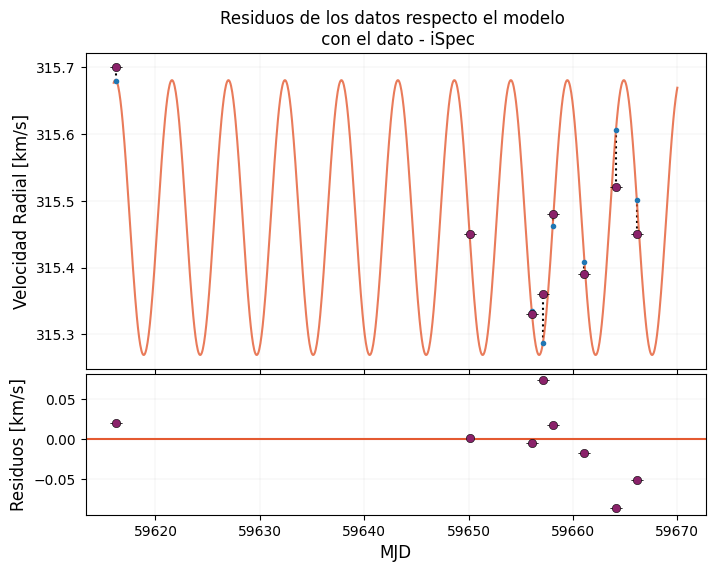 Residuos de los datos respecto el modelo
con el dato - iSpec
315.7
315.6
315.5
315.4
315.3
Velocidad Radial [km/s]
0.05
0.00
−0.05
Residuos [km/s]
59620
59630
59640
59650
59660
59670
MJD